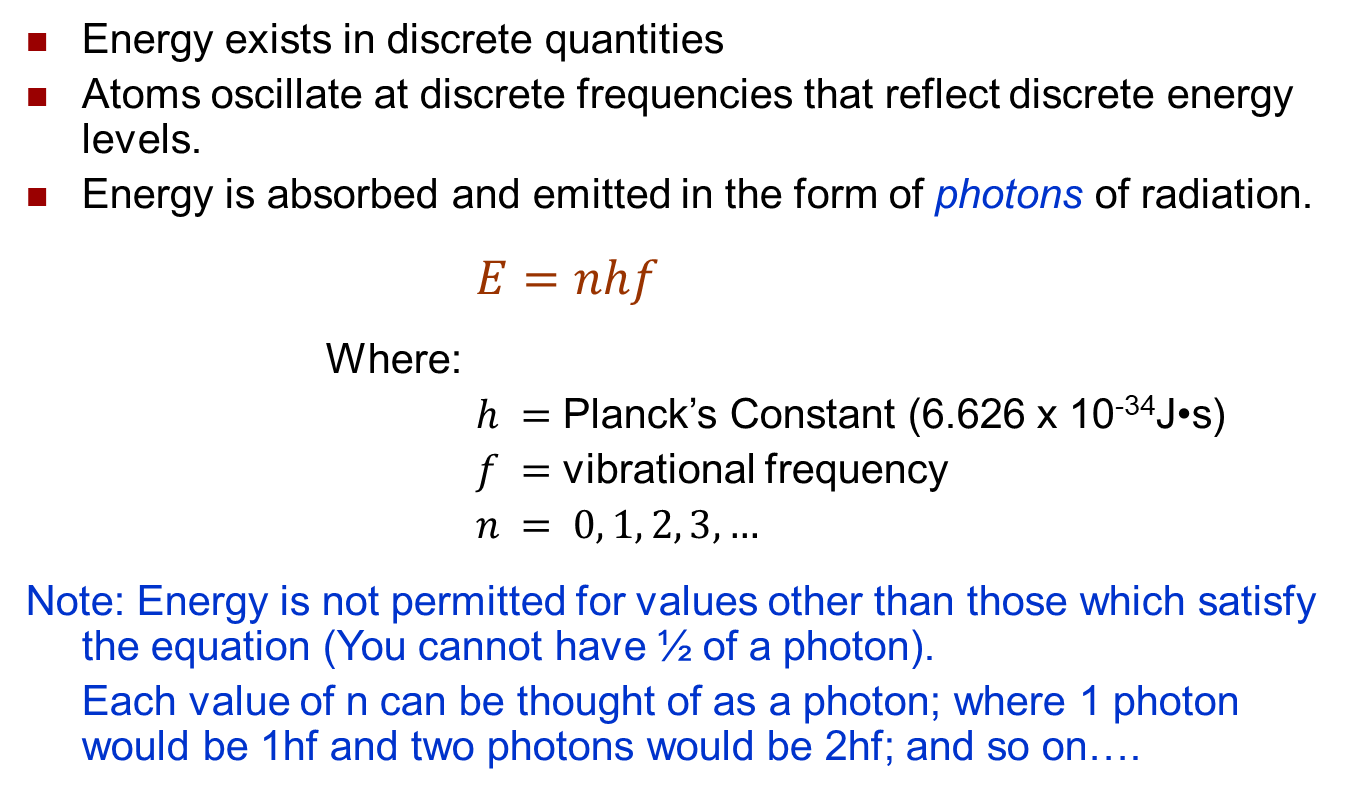 ■ Energy exists in discrete quantities
■ Atoms oscillate at discrete frequencies that reflect discrete energy
levels.
■ Energy is absorbed and emitted in the form of photons of radiation.
E = nhf
Where:
h = Planck’s Constant (6.626 x 10⁻³⁴J•s)
f = vibrational frequency
n = 0, 1, 2, 3, …
Note: Energy is not permitted for values other than those which satisfy
the equation (You cannot have ½ of a photon).
Each value of n can be thought of as a photon; where 1 photon
would be 1hf and two photons would be 2hf; and so on….